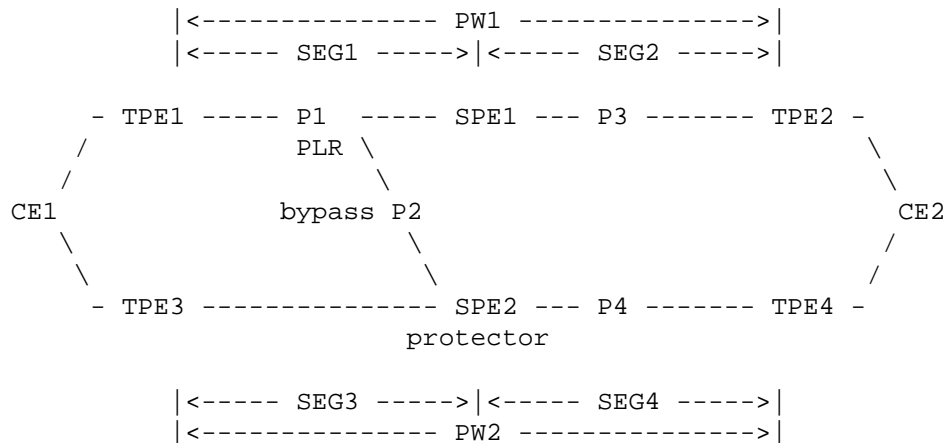 |<--------------- PW1 --------------->|
|<----- SEG1 ----->|<----- SEG2 ----->|
- TPE1 ----- P1 ----- SPE1 --- P3 ------- TPE2 -
/ PLR \ \
/ \ \
CE1 bypass P2 CE2
\ \ /
\ \ /
- TPE3 --------------- SPE2 --- P4 ------- TPE4 -
protector
|<----- SEG3 ----->|<----- SEG4 ----->|
|<--------------- PW2 --------------->|